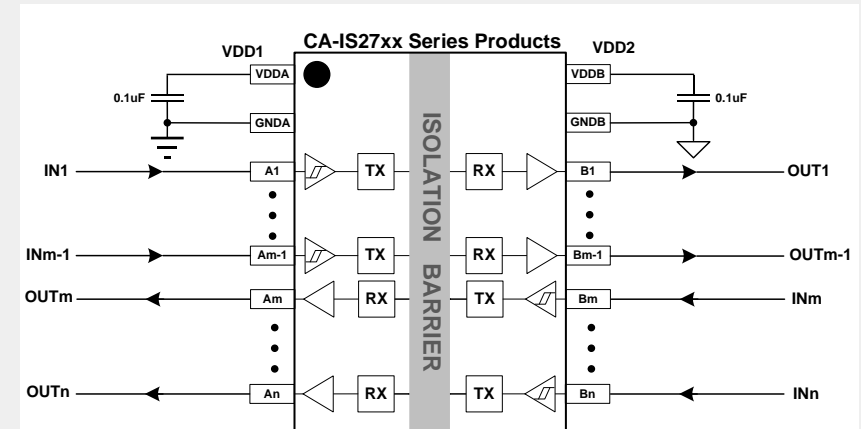 CA-IS27xx Series Products
VDD1
VDD2
VDDA
VDDB
0.1uF
0.1uF
GNDA
GNDB
ISOLATION BARRIER
IN1
A1
TX
RX
B1
OUT1
INm-1
Am-1
TX
RX
Bm-1
OUTm-1
OUTm
Am
RX
TX
Bm
INm
OUTn
An
RX
TX
Bn
INn